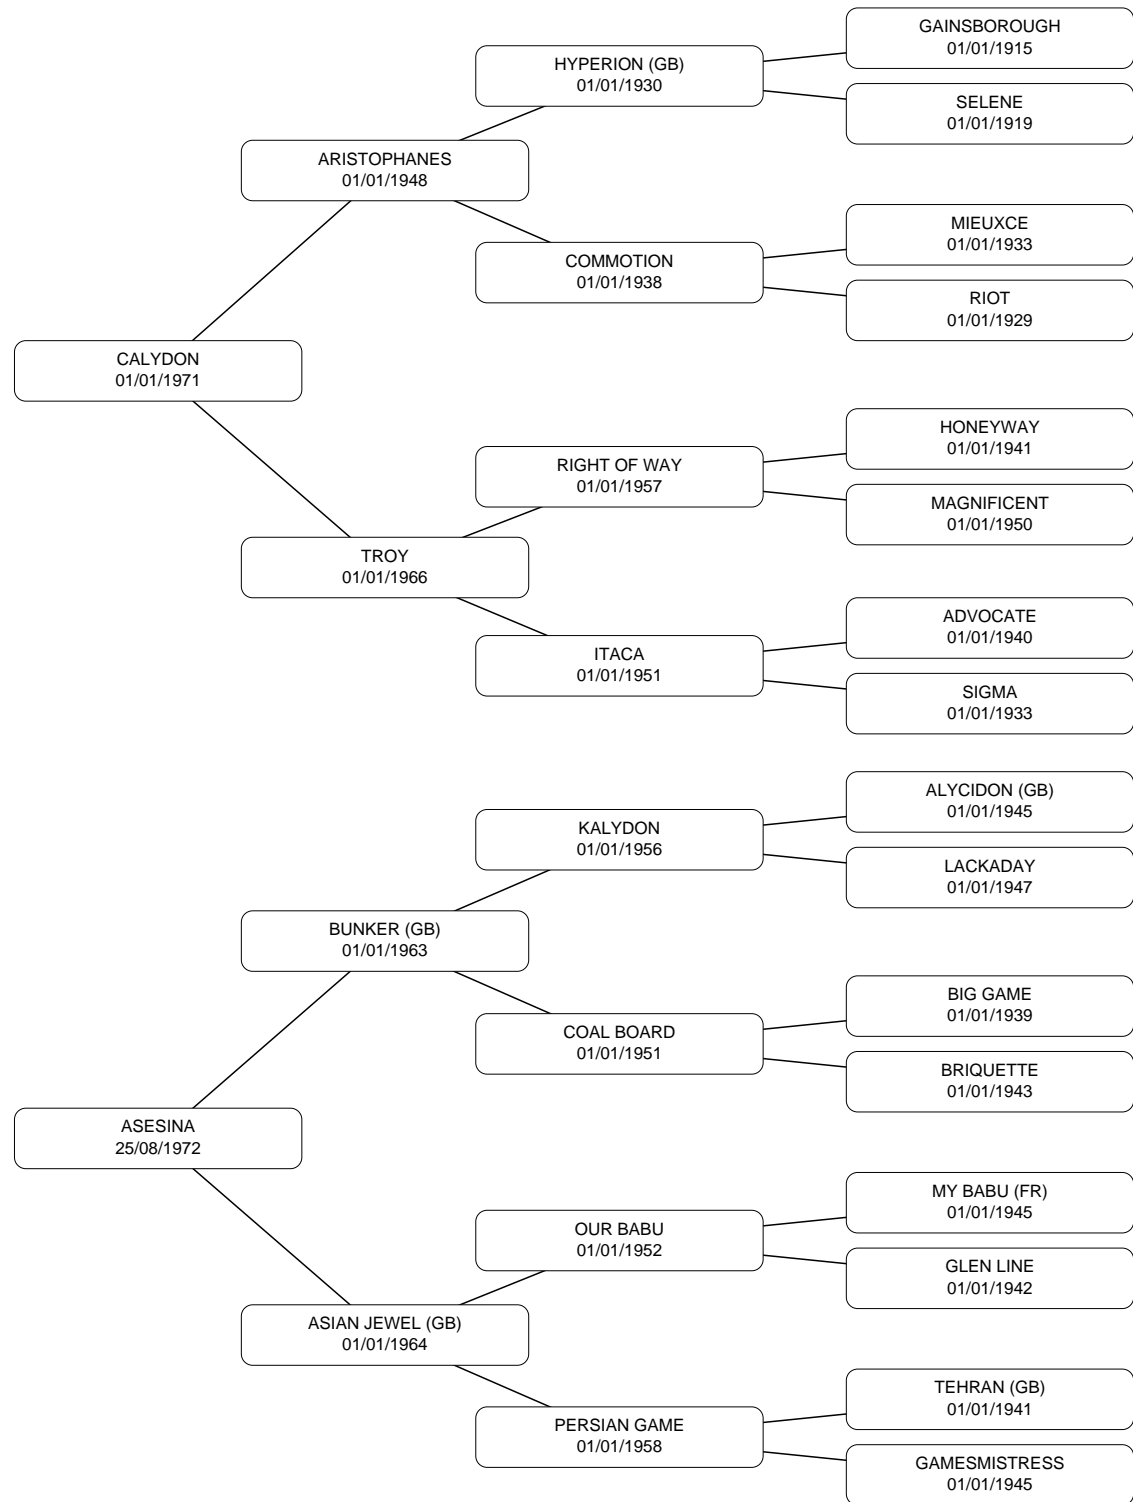 GAINSBOROUGH
01/01/1915
HYPERION (GB)
01/01/1930
SELENE
01/01/1919
ARISTOPHANES
01/01/1948
MIEUXCE
01/01/1933
COMMOTION
01/01/1938
RIOT
01/01/1929
CALYDON
01/01/1971
HONEYWAY
01/01/1941
RIGHT OF WAY
01/01/1957
MAGNIFICENT
01/01/1950
TROY
01/01/1966
ADVOCATE
01/01/1940
ITACA
01/01/1951
SIGMA
01/01/1933
ALYCIDON (GB)
01/01/1945
KALYDON
01/01/1956
LACKADAY
01/01/1947
BUNKER (GB)
01/01/1963
BIG GAME
01/01/1939
COAL BOARD
01/01/1951
BRIQUETTE
01/01/1943
ASESINA
25/08/1972
MY BABU (FR)
01/01/1945
OUR BABU
01/01/1952
GLEN LINE
01/01/1942
ASIAN JEWEL (GB)
01/01/1964
TEHRAN (GB)
01/01/1941
PERSIAN GAME
01/01/1958
GAMESMISTRESS
01/01/1945